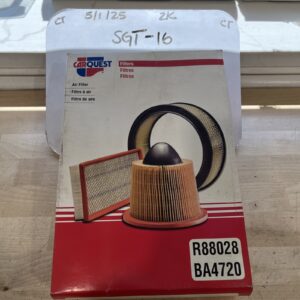 CT 5/1/25 2K CT
SGT-16
CARQUEST
Filters
Filtres
Filtros
Air Filter
Filtre à air
Filtro de aire
R88028
BA4720